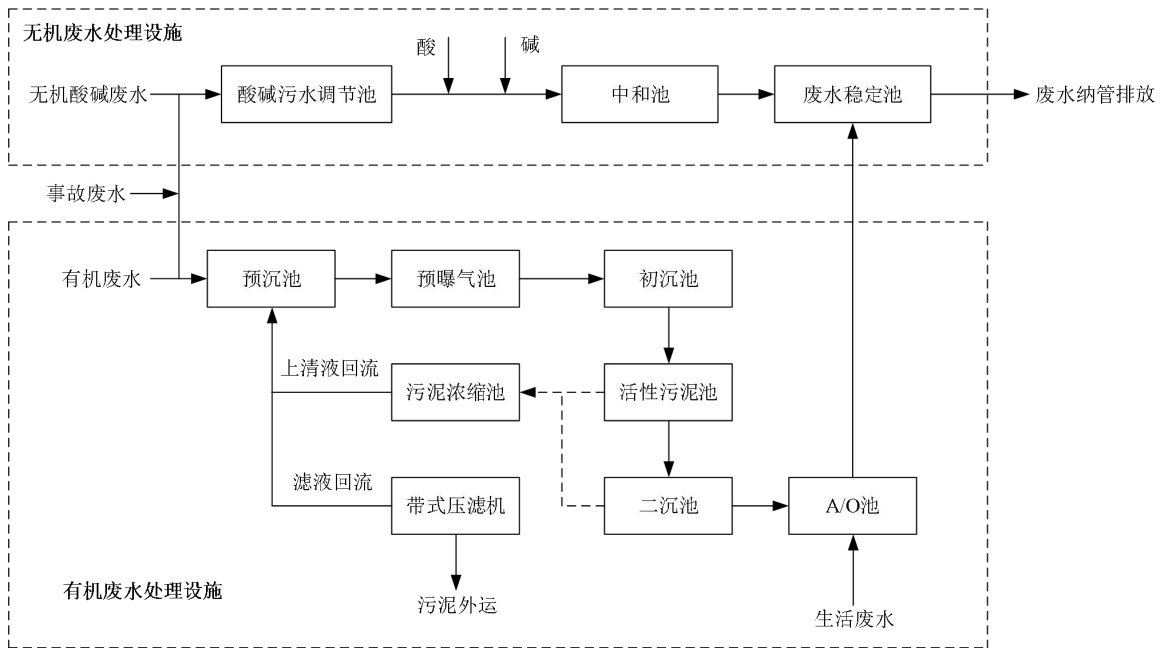 无机废水处理设施
酸
碱
无机酸碱废水
酸碱污水调节池
中和池
废水稳定池
废水纳管排放
事故废水
有机废水
预沉池
预曝气池
初沉池
上清液回流
污泥浓缩池
活性污泥池
滤液回流
带式压滤机
二沉池
A/O池
有机废水处理设施
污泥外运
生活废水